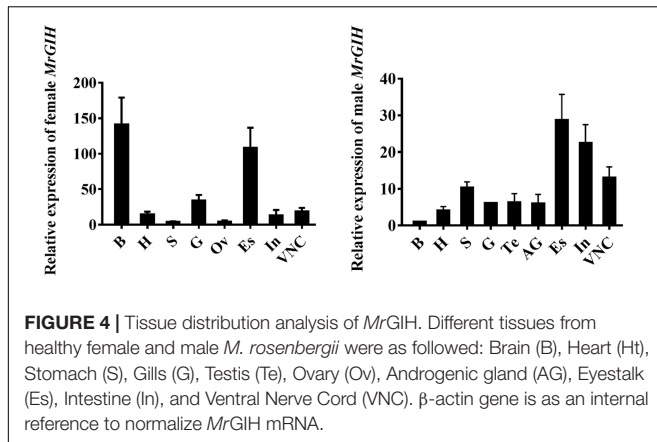 Relative expression of female MrGIH
200
150
100
50
0
B
H
S
G
Ov
Es
In
VNC
Relative expression of male MrGIH
40
30
20
10
0
B
H
S
G
Te
AG
Es
In
VNC
FIGURE 4 | Tissue distribution analysis of MrGIH. Different tissues from
healthy female and male M. rosenbergii were as followed: Brain (B), Heart (Ht),
Stomach (S), Gills (G), Testis (Te), Ovary (Ov), Androgenic gland (AG), Eyestalk
(Es), Intestine (In), and Ventral Nerve Cord (VNC). β-actin gene is as an internal
reference to normalize MrGIH mRNA.